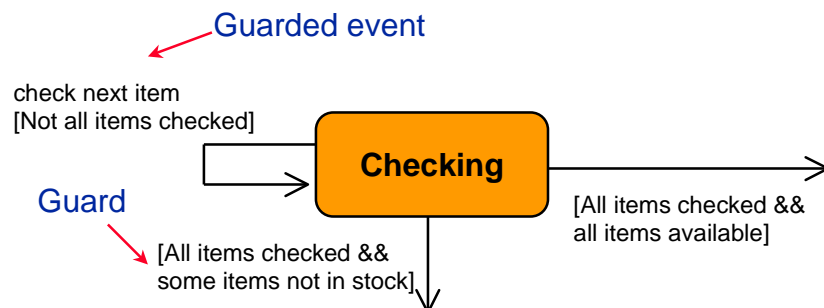 Guarded event
check next item
[Not all items checked]
Checking
Guard
[All items checked &&
some items not in stock]
[All items checked &&
all items available]